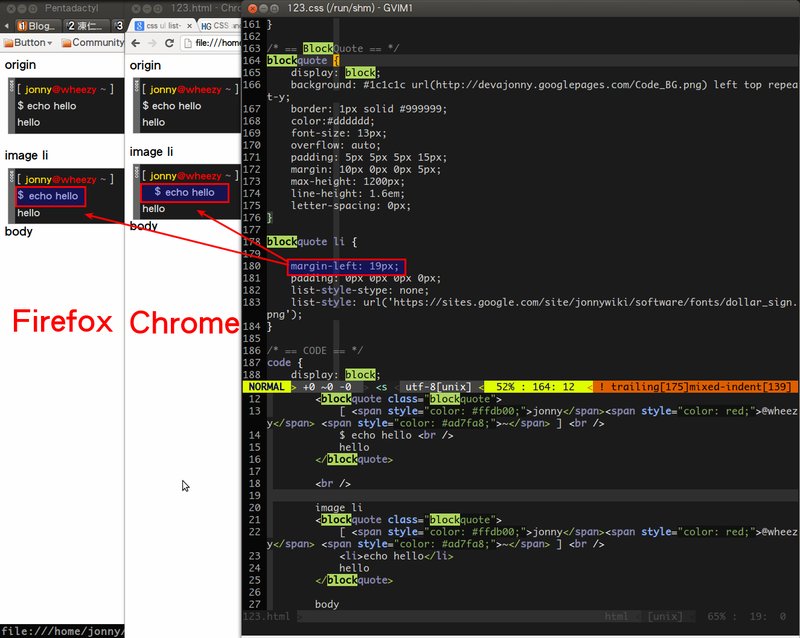 Pentadactyl
123.html - Chr
123.css (/run/shm) - GVIM1
1 Blog_
2 凍仁_
3
css ul list-
HG CSS
Button
Community
file:///home
origin
[ jonny@wheezy ~ ]
$ echo hello
hello
image li
[ jonny@wheezy ~ ]
$ echo hello
hello
body
Firefox
file:///home/jonny/
origin
[ jonny@wheezy ~ ]
$ echo hello
hello
image li
[ jonny@wheezy ~ ]
$ echo hello
hello
body
Chrome
161 }
162
163 /* == BlockQuote == */
164 blockquote {
165 display: block;
166 background: #1c1c1c url(http://devajonny.googlepages.com/Code_BG.png) left top repea
t-y;
167 border: 1px solid #999999;
168 color:#dddddd;
169 font-size: 13px;
170 overflow: auto;
171 padding: 5px 5px 5px 15px;
172 margin: 10px 0px 0px 5px;
173 max-height: 1200px;
174 line-height: 1.6em;
175 letter-spacing: 0px;
176 }
177
178 blockquote li {
179
180 margin-left: 19px;
181 padding: 0px 0px 0px 0px;
182 list-style-stype: none;
183 list-style: url('https://sites.google.com/site/jonnywiki/software/fonts/dollar_sign.
png');
184 }
185
186 /* == CODE == */
187 code {
188 display: block;
NORMAL > +0 ~0 -0 > <s < utf-8[unix] < 52% : 164: 12 < ! trailing[175]mixed-indent[139]
12 <blockquote class="blockquote">
13 [ <span style="color: #ffdb00;">jonny</span><span style="color: red;">@wheez
y</span> <span style="color: #ad7fa8;">~</span> ] <br />
14 $ echo hello <br />
15 hello
16 </blockquote>
17
18 <br />
19
20 image li
21 <blockquote class="blockquote">
22 [ <span style="color: #ffdb00;">jonny</span><span style="color: red;">@wheez
y</span> <span style="color: #ad7fa8;">~</span> ] <br />
23 <li>echo hello</li>
24 hello
25 </blockquote>
26
27 body
123.html html [unix] 65% : 19: 0